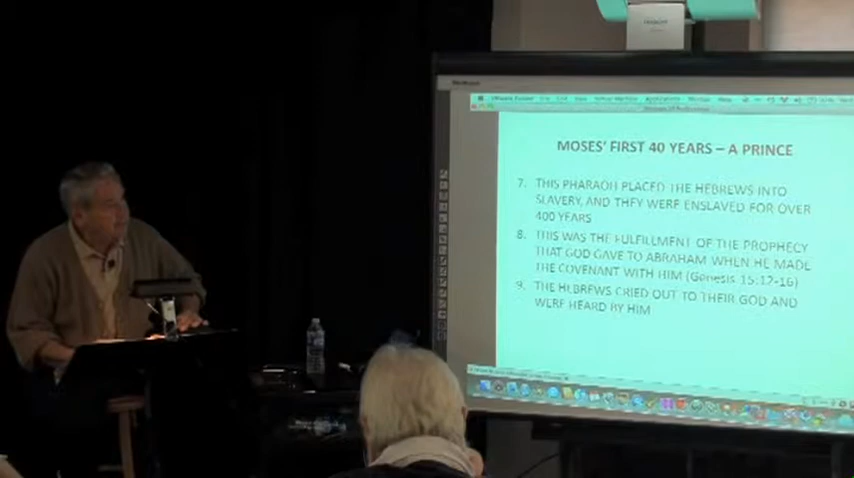 MOSES' FIRST 40 YEARS – A PRINCE
7. THIS PHARAOH PLACED THE HEBREWS INTO
SLAVERY, AND THEY WERE ENSLAVED FOR OVER
400 YEARS
8. THIS WAS THE FULFILLMENT OF THE PROPHECY
THAT GOD GAVE TO ABRAHAM WHEN HE MADE
THE COVENANT WITH HIM (Genesis 15:12-16)
9. THE HEBREWS CRIED OUT TO THEIR GOD AND
WERE HEARD BY HIM